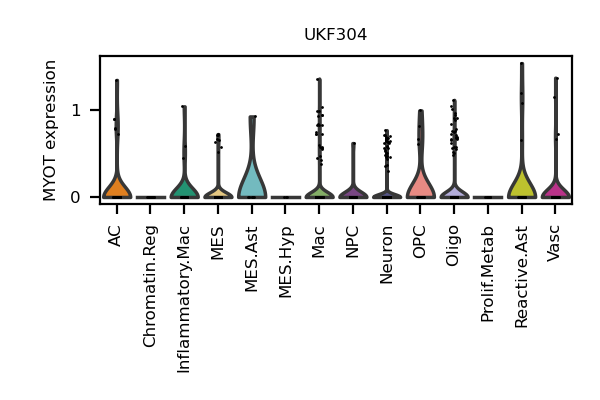 UKF304
MYOT expression
1
0
AC
Chromatin.Reg
Inflammatory.Mac
MES
MES.Ast
MES.Hyp
Mac
NPC
Neuron
OPC
Oligo
Prolif.Metab
Reactive.Ast
Vasc